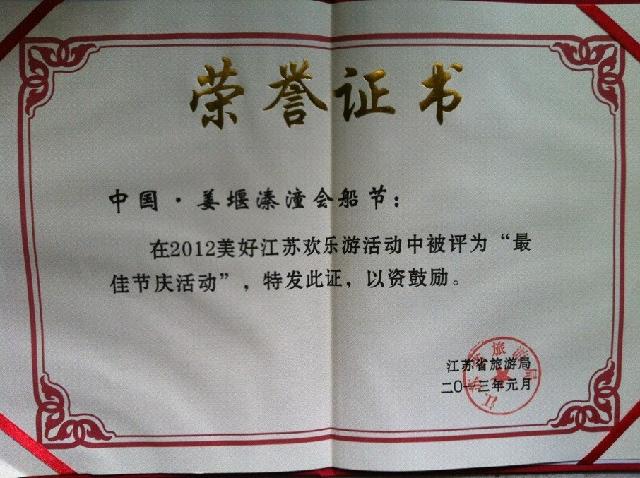 荣誉证书
中国·姜堰溱潼会船节：
在2012美好江苏欢乐游活动中被评为“最
佳节庆活动”，特发此证，以资鼓励。
江苏省旅游局
二〇一三年元月